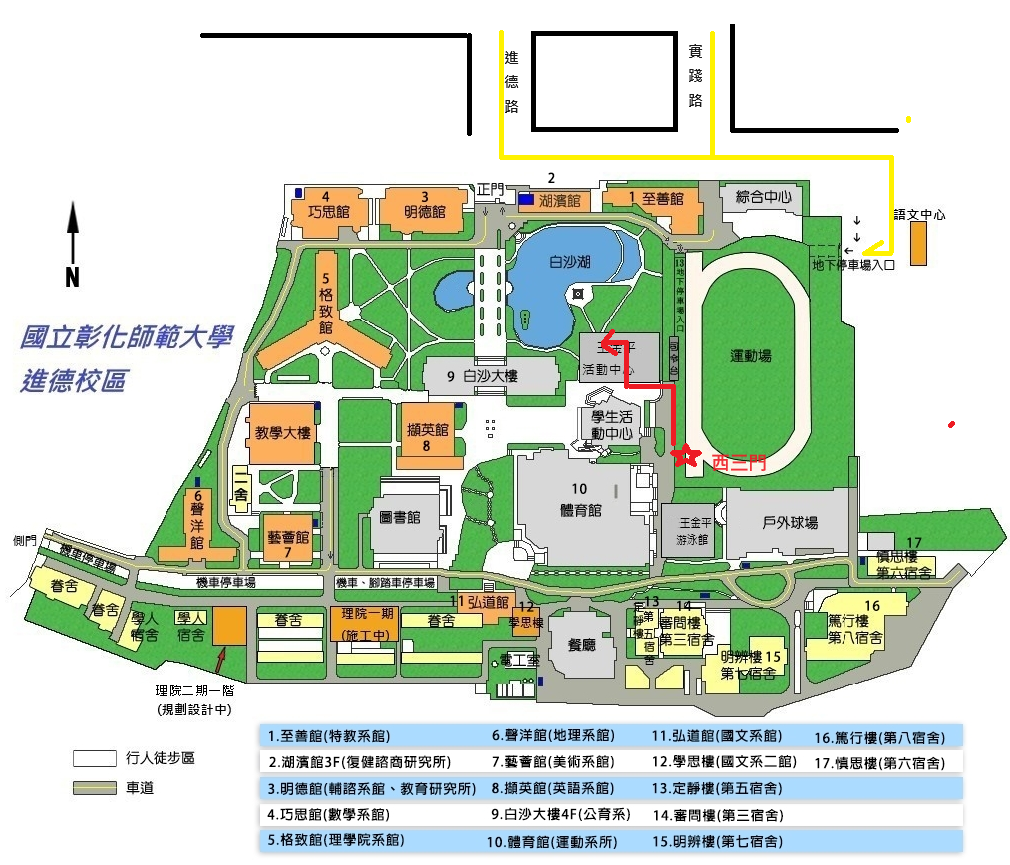 進德路
實踐路
2
正門
4
巧思館
3
明德館
湖濱館
1 至善館
綜合中心
語文中心
地下停車場入口
N
5
格致館
白沙湖
13
地下停車場入口
司令台
運動場
國立彰化師範大學
進德校區
王金平
活動中心
9 白沙大樓
學生活
動中心
教學大樓
擷英館
8
西三門
二舍
10
體育館
6
聲洋館
圖書館
王金平
游泳館
戶外球場
藝薈館
7
側門
機車停車場
17
慎思樓
第六宿舍
機車停車場
機車、腳踏車停車場
眷舍
眷舍
學人
宿舍
學人
宿舍
眷舍
理院一期
(施工中)
眷舍
11 弘道館
12
學思樓
餐廳
13
定靜樓
第五宿舍
14
審問樓
第三宿舍
16
篤行樓
第八宿舍
明辨樓 15
第七宿舍
電工室
理院二期一階
(規劃設計中)
行人徒步區
車道
1.至善館(特教系館)
2.湖濱館3F(復健諮商研究所)
3.明德館(輔諮系館、教育研究所)
4.巧思館(數學系館)
5.格致館(理學院系館)
6.聲洋館(地理系館)
7.藝薈館(美術系館)
8.擷英館(英語系館)
9.白沙大樓4F(公育系)
10.體育館(運動系所)
11.弘道館(國文系館)
12.學思樓(國文系二館)
13.定靜樓(第五宿舍)
14.審問樓(第三宿舍)
15.明辨樓(第七宿舍)
16.篤行樓(第八宿舍)
17.慎思樓(第六宿舍)